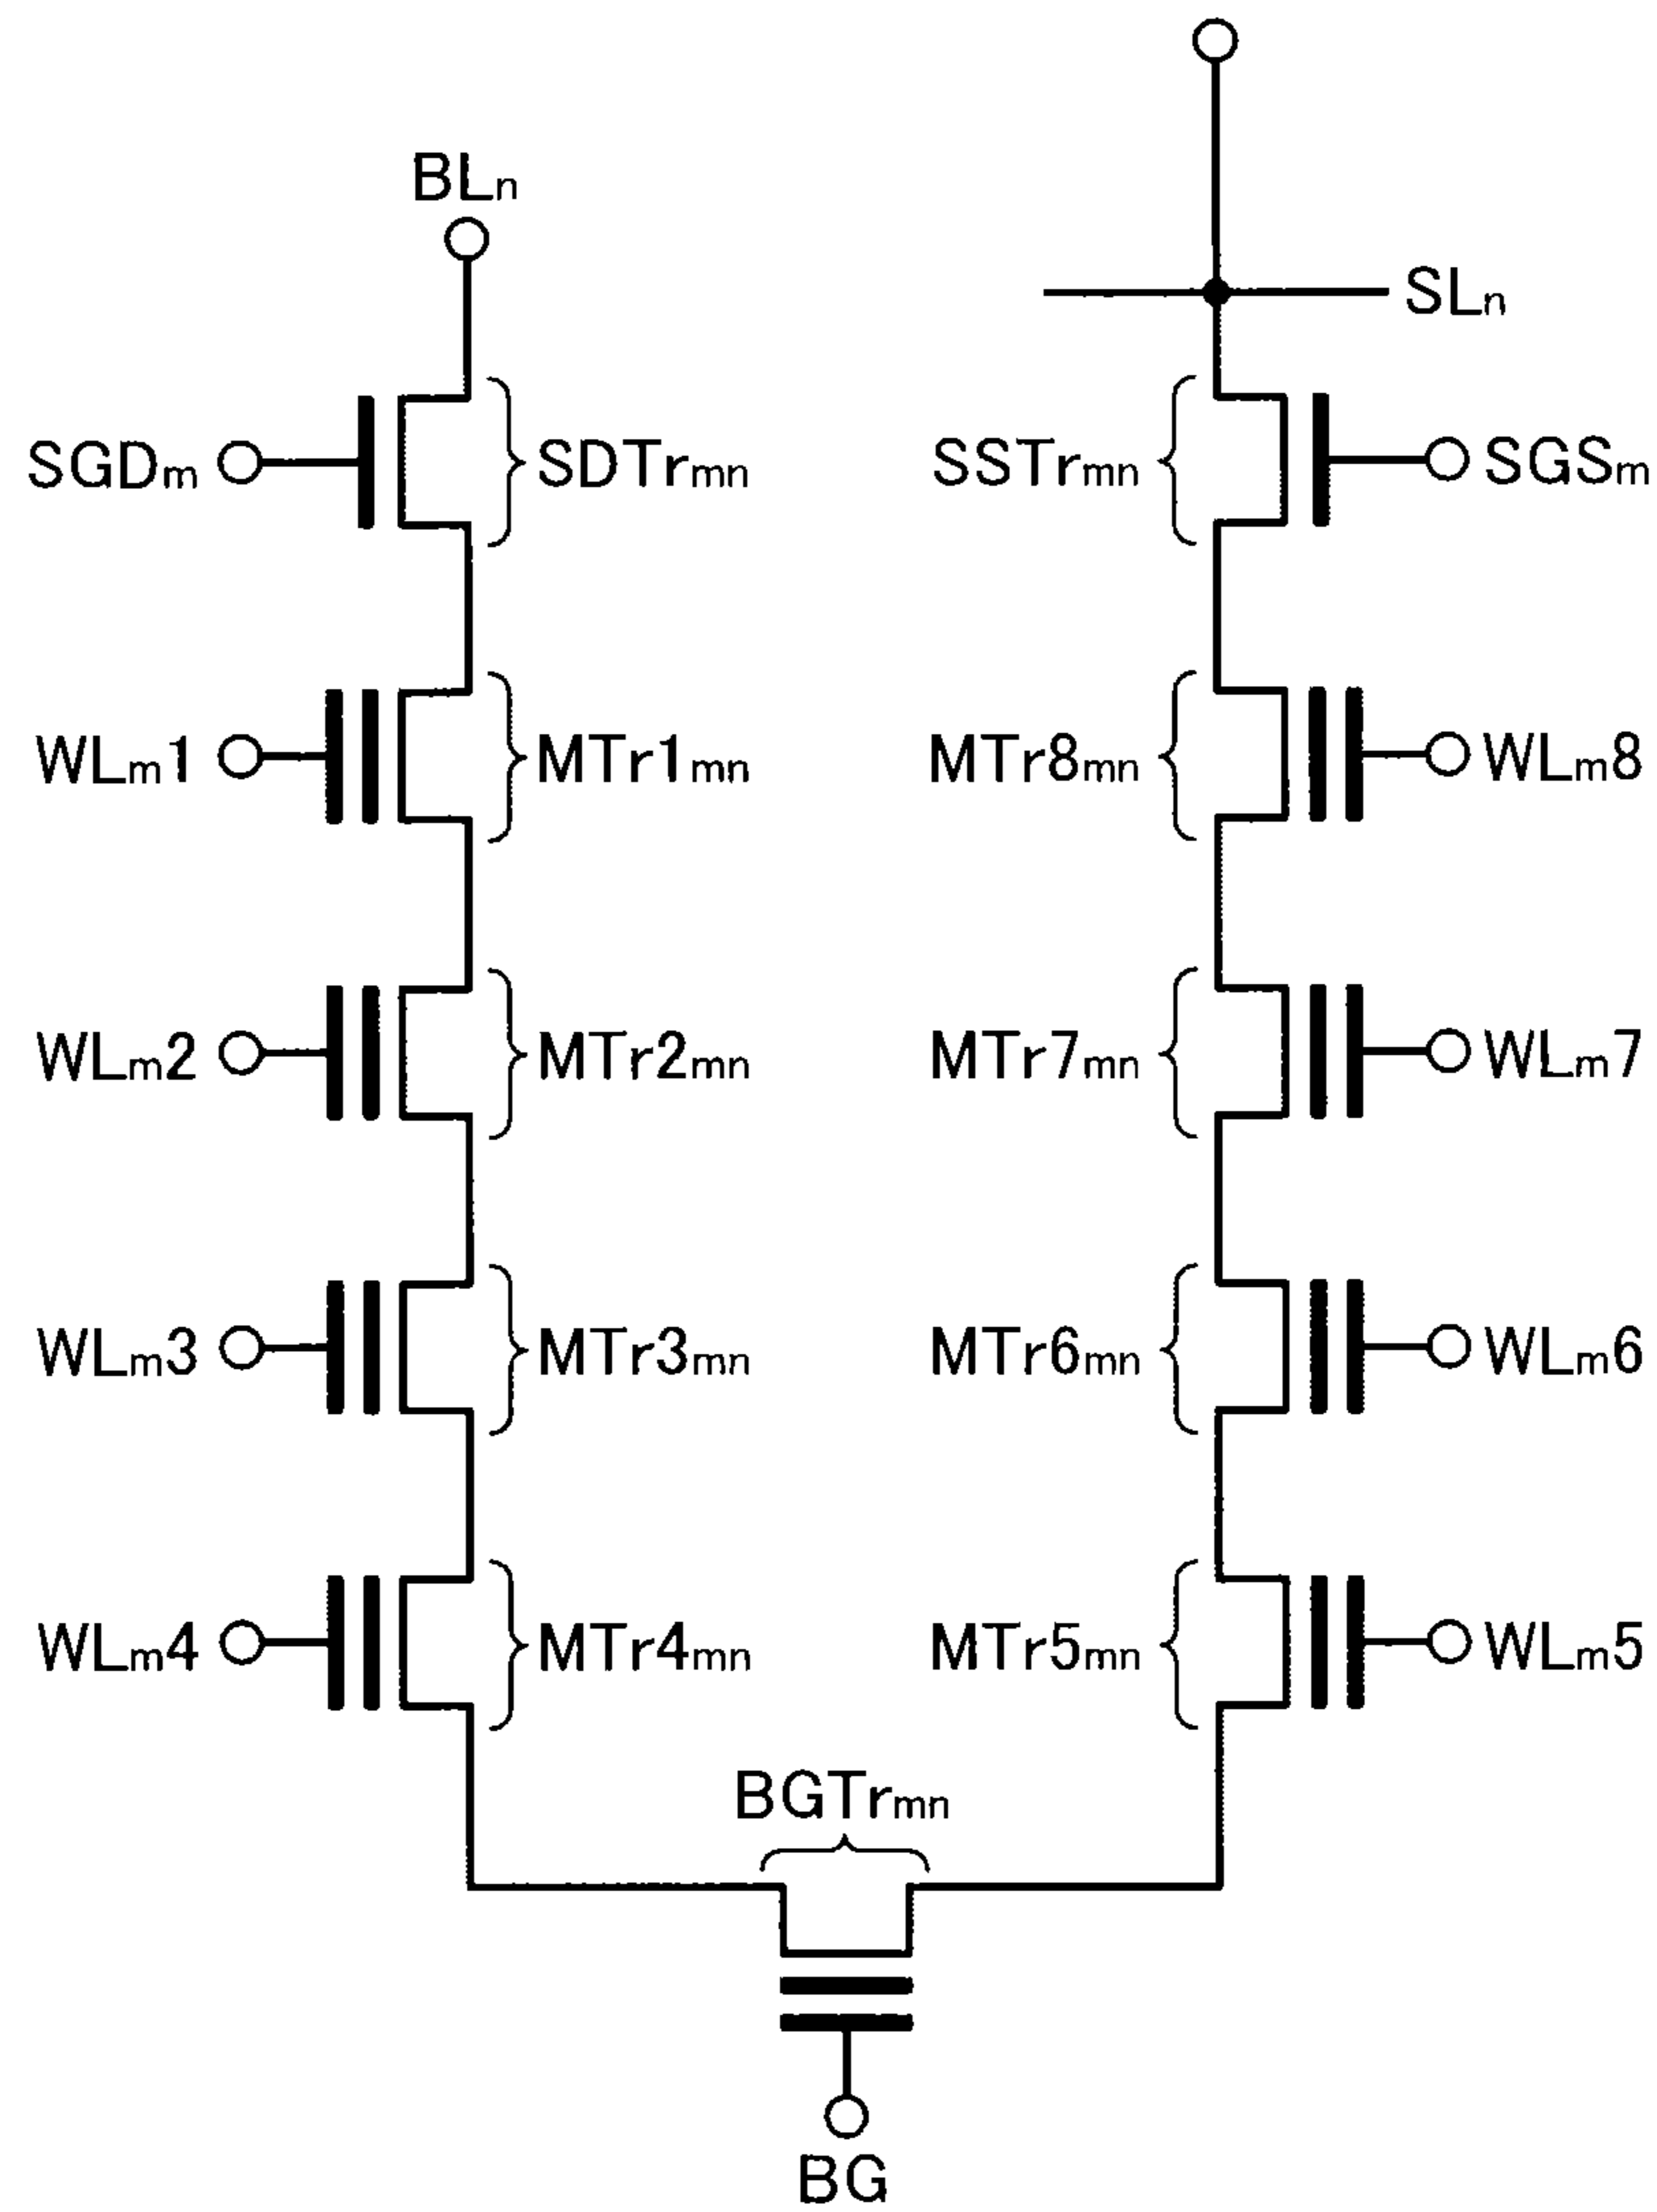 BLn
SLn
SGDm SDTrmn SSTrmn SGSm
WLm1 MTr1mn MTr8mn WLm8
WLm2 MTr2mn MTr7mn WLm7
WLm3 MTr3mn MTr6mn WLm6
WLm4 MTr4mn MTr5mn WLm5
BGTrmn
BG